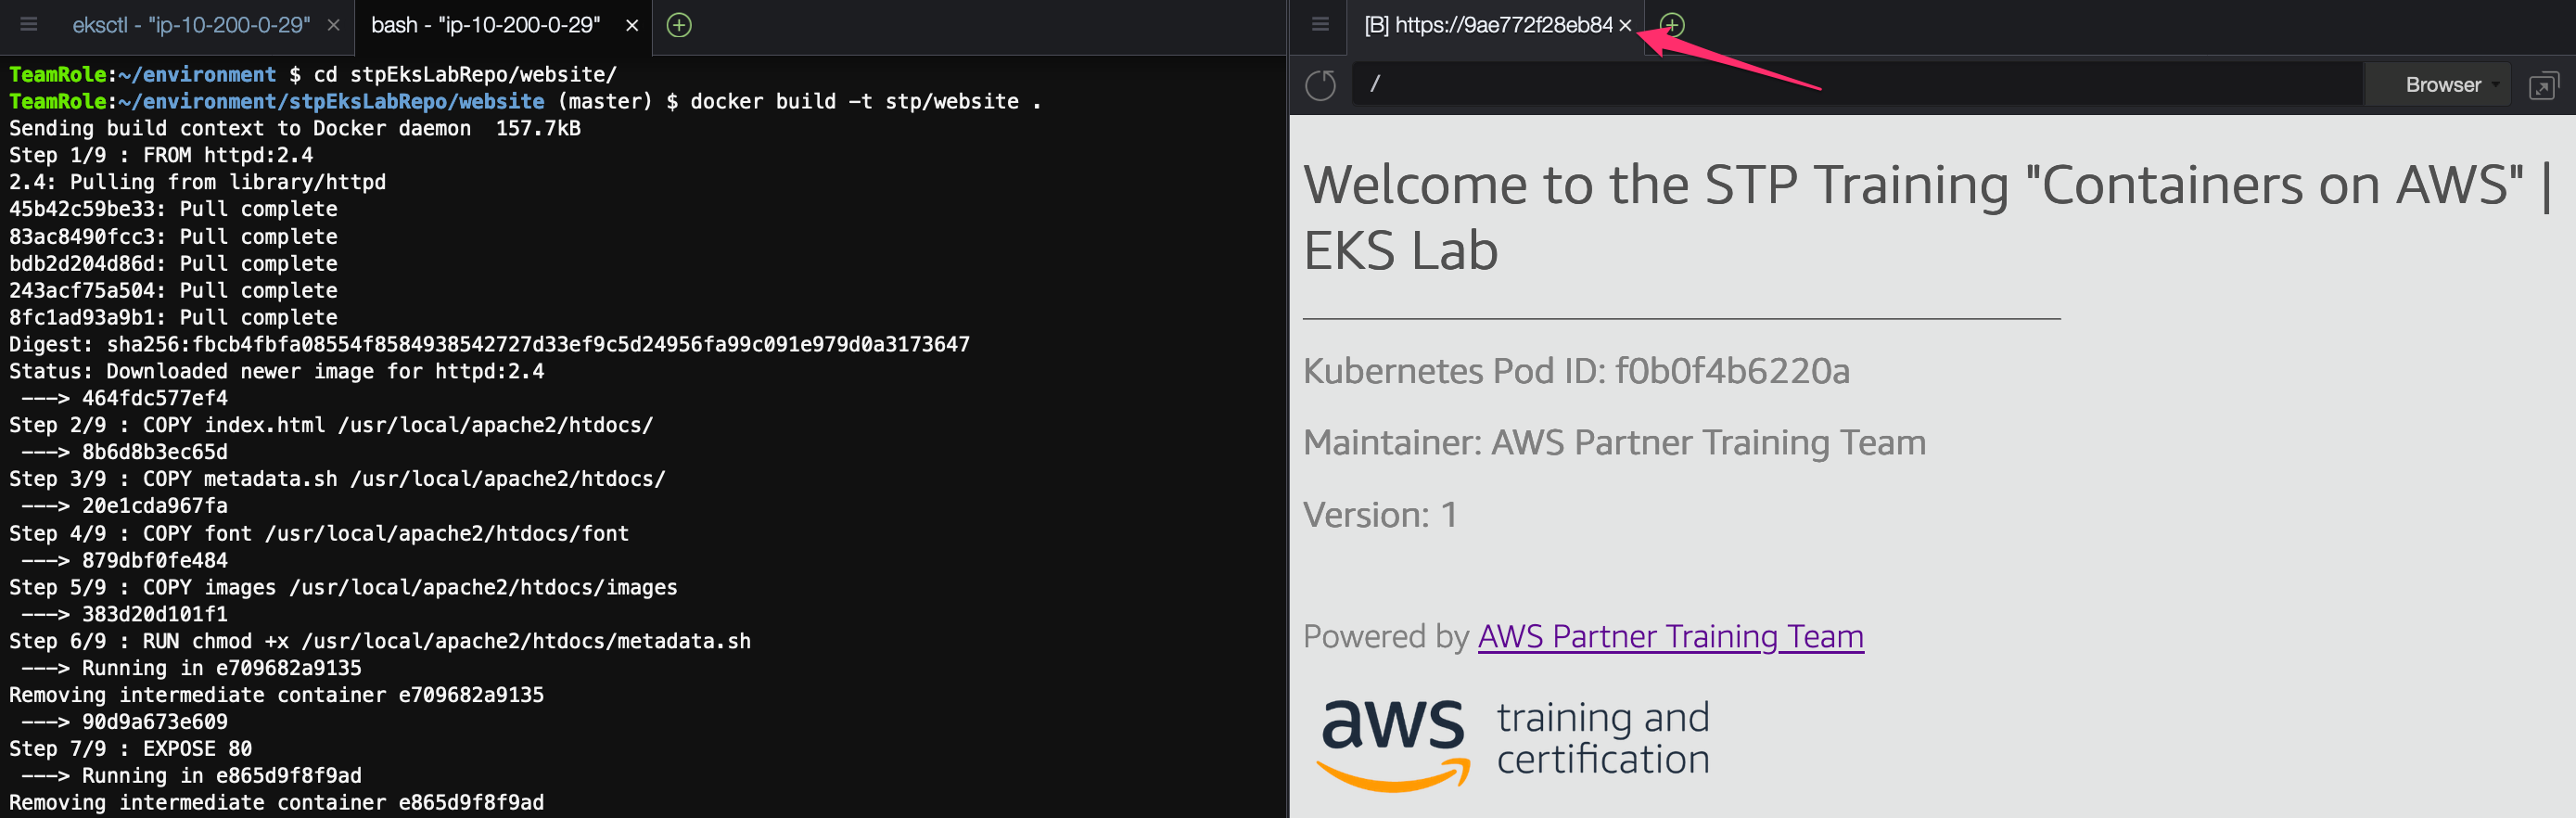 eksctl - "ip-10-200-0-29" ×
bash - "ip-10-200-0-29" ×
TeamRole:~/environment $ cd stpEksLabRepo/website/
TeamRole:~/environment/stpEksLabRepo/website (master) $ docker build -t stp/website .
Sending build context to Docker daemon  157.7kB
Step 1/9 : FROM httpd:2.4
2.4: Pulling from library/httpd
45b42c59be33: Pull complete
83ac8490fcc3: Pull complete
bdb2d204d86d: Pull complete
243acf75a504: Pull complete
8fc1ad93a9b1: Pull complete
Digest: sha256:fbcb4fbfa08554f8584938542727d33ef9c5d24956fa99c091e979d0a3173647
Status: Downloaded newer image for httpd:2.4
 ---> 464fdc577ef4
Step 2/9 : COPY index.html /usr/local/apache2/htdocs/
 ---> 8b6d8b3ec65d
Step 3/9 : COPY metadata.sh /usr/local/apache2/htdocs/
 ---> 20e1cda967fa
Step 4/9 : COPY font /usr/local/apache2/htdocs/font
 ---> 879dbf0fe484
Step 5/9 : COPY images /usr/local/apache2/htdocs/images
 ---> 383d20d101f1
Step 6/9 : RUN chmod +x /usr/local/apache2/htdocs/metadata.sh
 ---> Running in e709682a9135
Removing intermediate container e709682a9135
 ---> 90d9a673e609
Step 7/9 : EXPOSE 80
 ---> Running in e865d9f8f9ad
Removing intermediate container e865d9f8f9ad
[B] https://9ae772f28eb84 ×
/
Browser
Welcome to the STP Training "Containers on AWS" |
EKS Lab
Kubernetes Pod ID: f0b0f4b6220a
Maintainer: AWS Partner Training Team
Version: 1
Powered by AWS Partner Training Team
aws
training and
certification